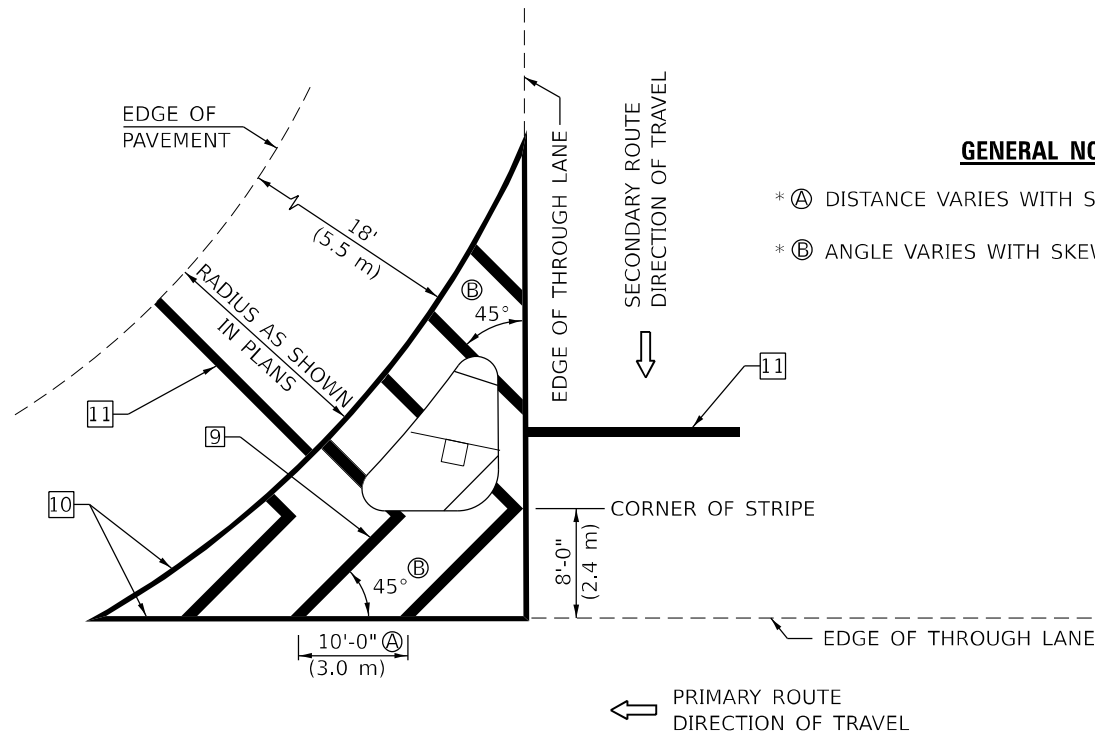 EDGE OF
PAVEMENT
18'
(5.5 m)
RADIUS AS SHOWN
IN PLANS
EDGE OF THROUGH LANE
SECONDARY ROUTE
DIRECTION OF TRAVEL
GENERAL NO
* Ⓐ DISTANCE VARIES WITH S
* Ⓑ ANGLE VARIES WITH SKEW
Ⓑ
45°
11
11
9
10
CORNER OF STRIPE
8'-0"
(2.4 m)
45° Ⓑ
10'-0" Ⓐ
(3.0 m)
EDGE OF THROUGH LANE
PRIMARY ROUTE
DIRECTION OF TRAVEL